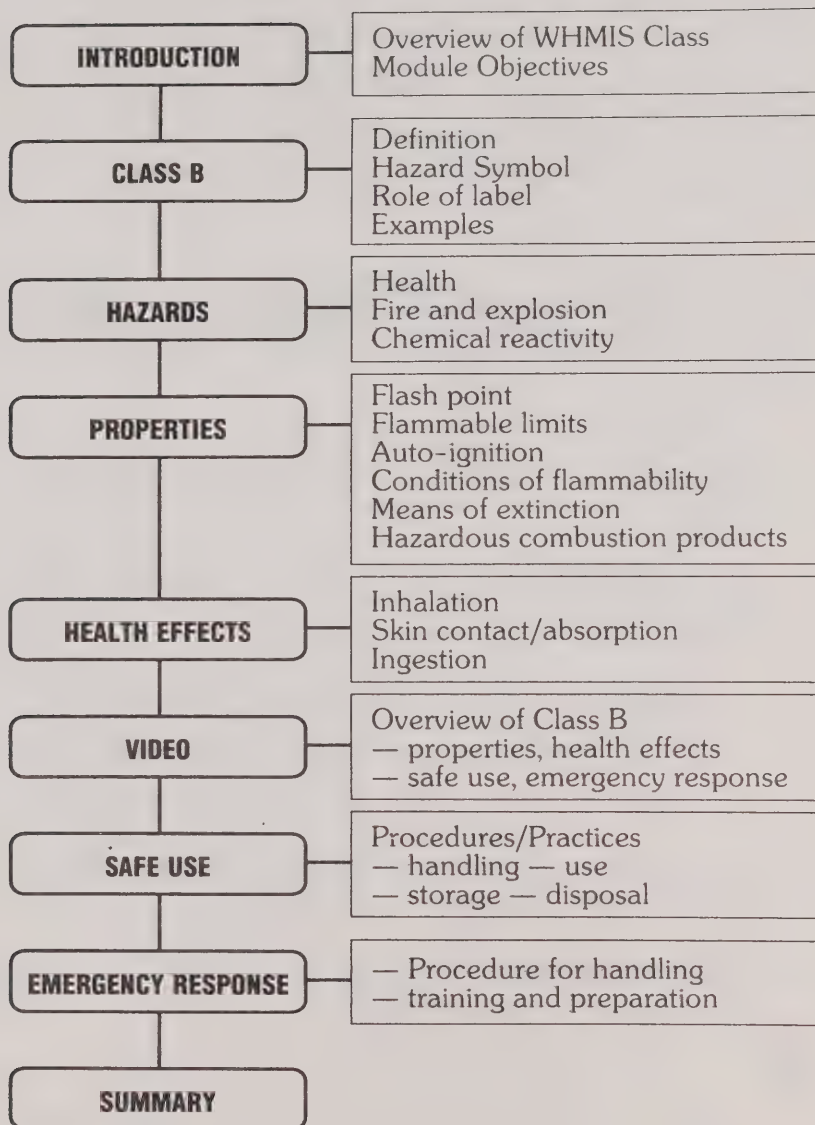 INTRODUCTION
Overview of WHMIS Class
Module Objectives
CLASS B
Definition
Hazard Symbol
Role of label
Examples
HAZARDS
Health
Fire and explosion
Chemical reactivity
PROPERTIES
Flash point
Flammable limits
Auto-ignition
Conditions of flammability
Means of extinction
Hazardous combustion products
HEALTH EFFECTS
Inhalation
Skin contact/absorption
Ingestion
VIDEO
Overview of Class B
— properties, health effects
— safe use, emergency response
SAFE USE
Procedures/Practices
— handling — use
— storage — disposal
EMERGENCY RESPONSE
— Procedure for handling
— training and preparation
SUMMARY